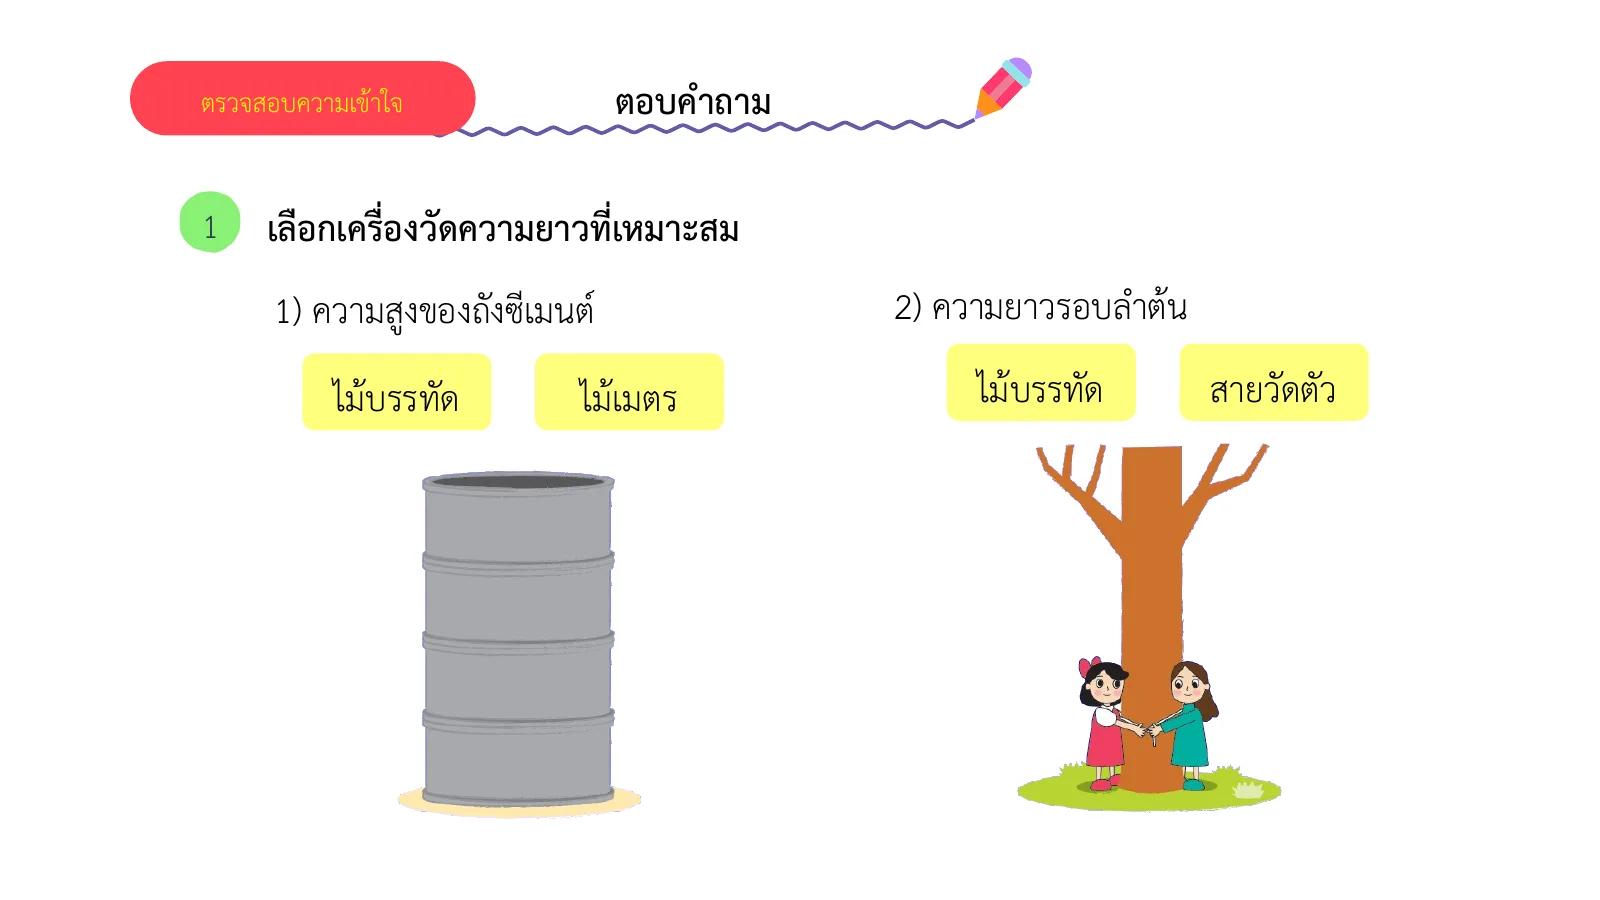 ตรวจสอบความเข้าใจ
ตอบคำถาม
1 เลือกเครื่องวัดความยาวที่เหมาะสม
1) ความสูงของถังซีเมนต์
ไม้บรรทัด ไม้เมตร
2) ความยาวรอบลำต้น
ไม้บรรทัด สายวัดตัว